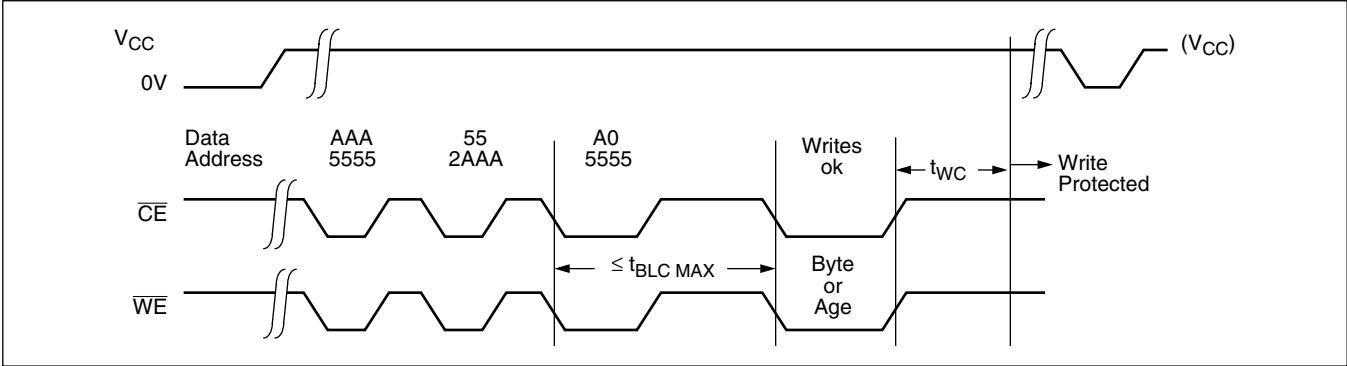 VCC
(VCC)
0V
Data
Address
AAA
5555
55
2AAA
A0
5555
Writes
ok
tWC
Write
Protected
CE
≤ tBLC MAX
Byte
or
Age
WE